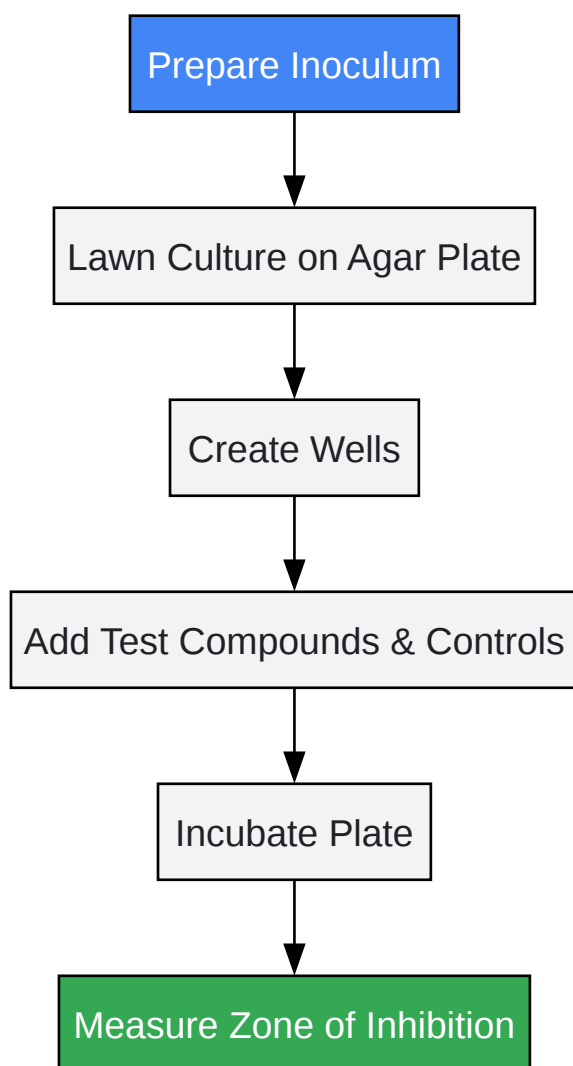 Prepare Inoculum
Lawn Culture on Agar Plate
Create Wells
Add Test Compounds & Controls
Incubate Plate
Measure Zone of Inhibition